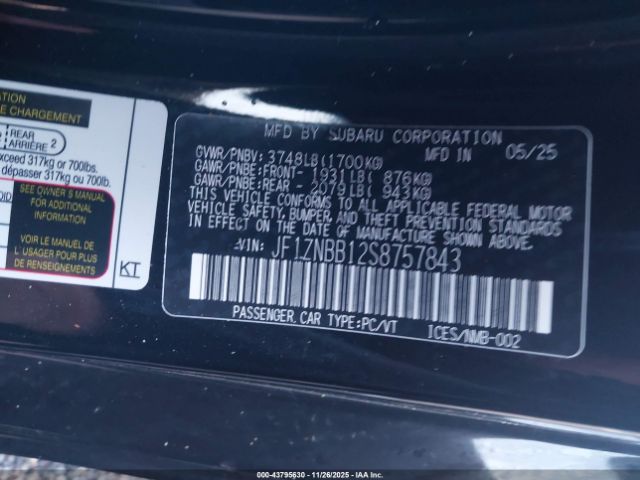 ATION
E CHARGEMENT
REAR
ARRIÈRE 2
exceed 317kg or 700lbs.
dépasser 317kg ou 700lb.
SEE OWNER'S MANUAL
FOR ADDITIONAL
INFORMATION
VOIR LE MANUEL DE
L'USAGER POUR PLUS
DE RENSEIGNEMENTS
KT
MFD BY SUBARU CORPORATION
GVWR/PNBV: 3748LB(1700KG) MFD IN 05/25
GAWR/PNBE:FRONT- 1931LB( 876KG)
GAWR/PNBE:REAR - 2079LB( 943KG)
THIS VEHICLE CONFORMS TO ALL APPLICABLE FEDERAL MOTOR
VEHICLE SAFETY, BUMPER, AND THEFT PREVENTION STANDARDS
IN EFFECT ON THE DATE OF MANUFACTURE SHOWN ABOVE.
VIN: JF1ZNBB12S8757843
PASSENGER CAR TYPE:PC/VT ICES/NMB-002
000-43795630 - 11/26/2025 - IAAI.COM